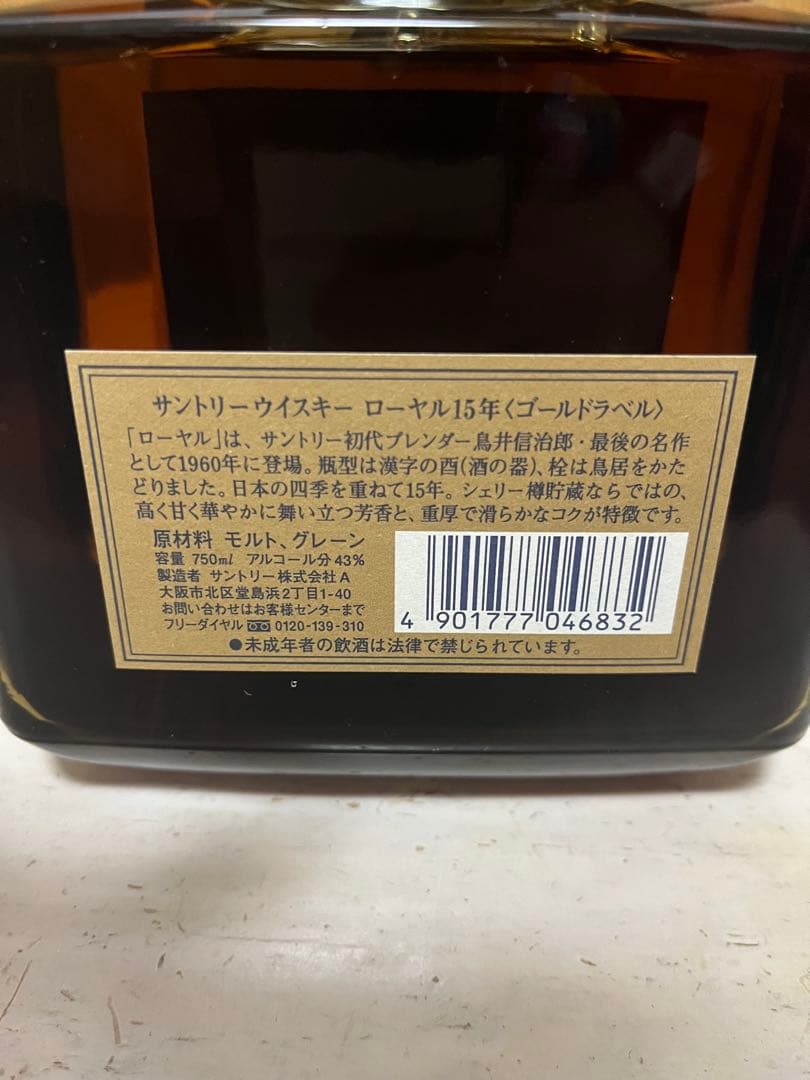 サントリーウイスキー ローヤル15年〈ゴールドラベル〉
「ローヤル」は、サントリー初代ブレンダー鳥井信治郎・最後の名作
として1960年に登場。瓶型は漢字の酉(酒の器)、栓は鳥居をかた
どりました。日本の四季を重ねて15年。シェリー樽貯蔵ならではの、
高く甘く華やかに舞い立つ芳香と、重厚で滑らかなコクが特徴です。
原材料 モルト、グレーン
容量 750ml アルコール分43%
製造者 サントリー株式会社A
大阪市北区堂島浜2丁目1-40
お問い合わせはお客様センターまで
フリーダイヤル 0120-139-310
4 901777 046832
●未成年者の飲酒は法律で禁じられています。